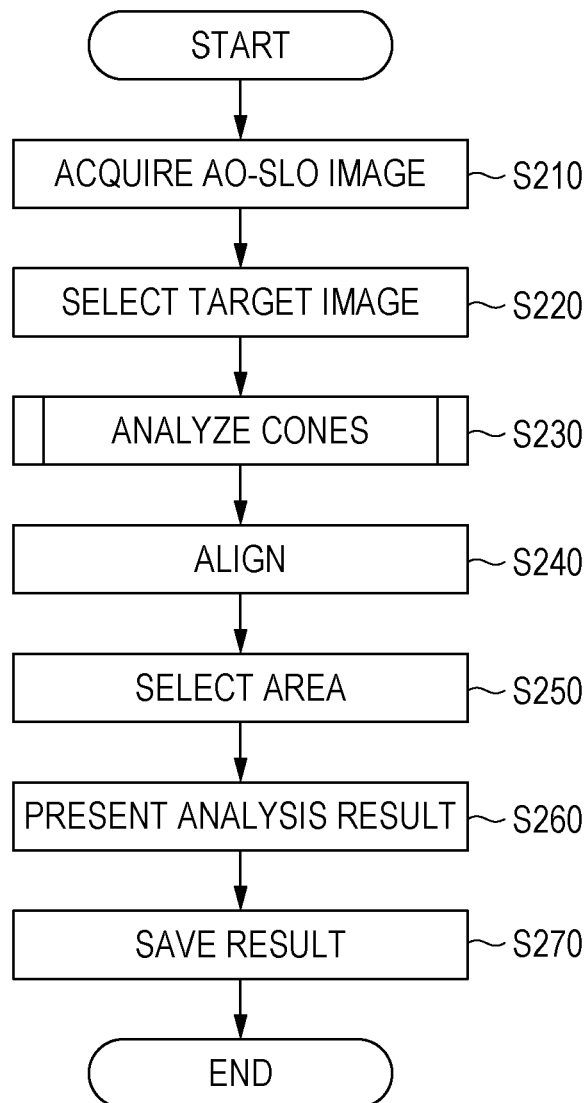 START
ACQUIRE AO-SLO IMAGE S210
SELECT TARGET IMAGE S220
ANALYZE CONES S230
ALIGN S240
SELECT AREA S250
PRESENT ANALYSIS RESULT S260
SAVE RESULT S270
END